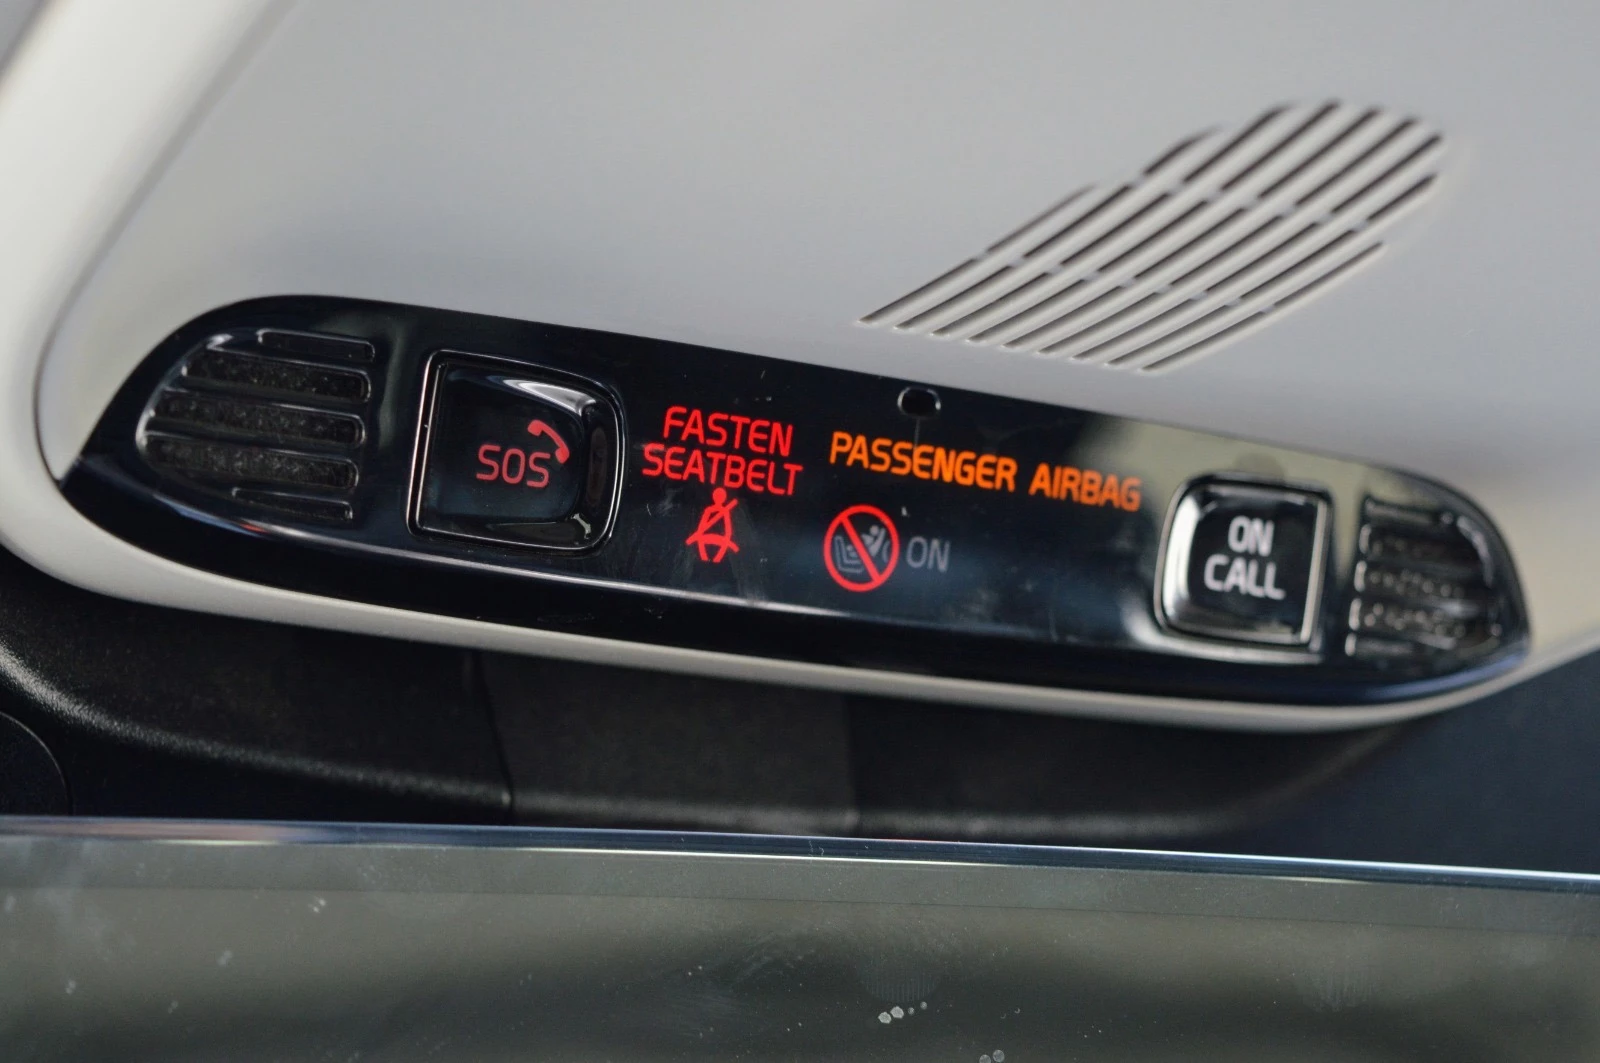 SOS
FASTEN
SEATBELT
PASSENGER AIRBAG
ON
ON
CALL